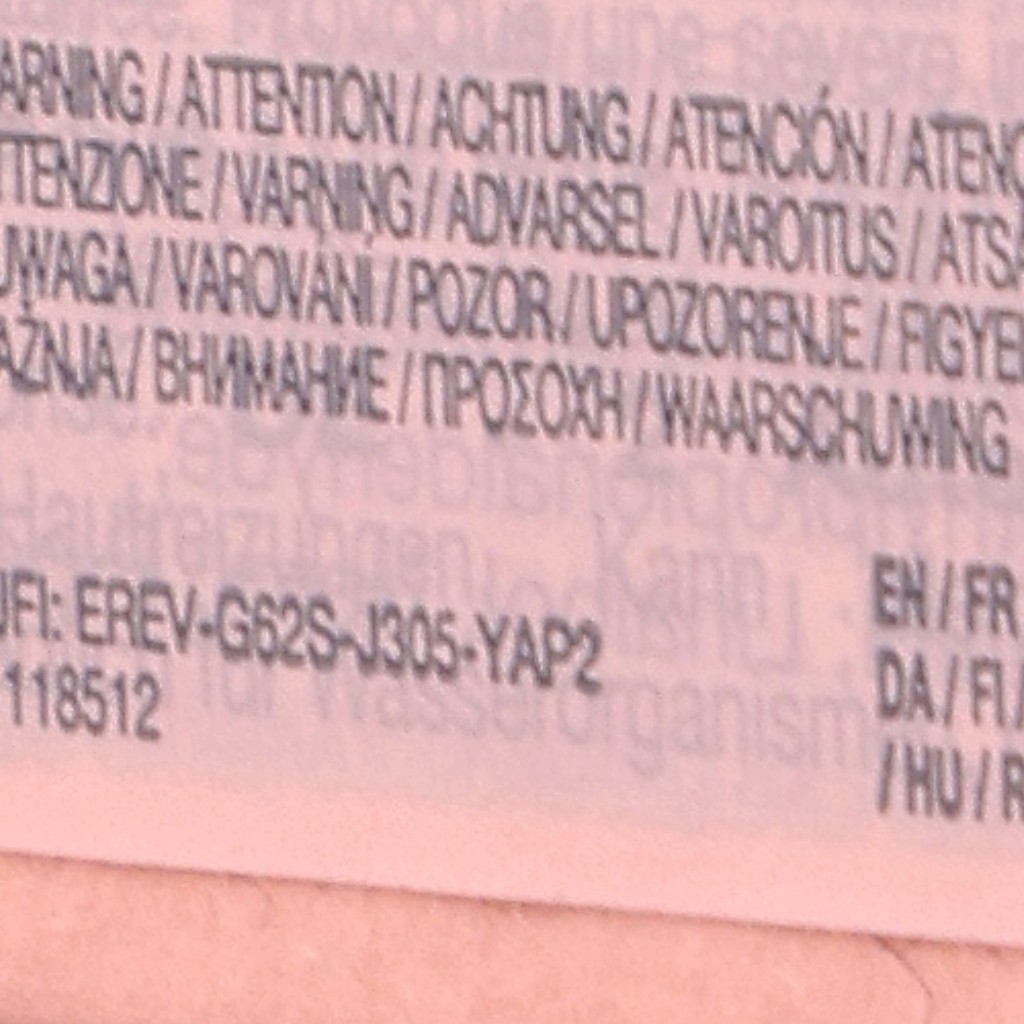 ARNING / ATTENTION / ACHTUNG / ATENCIÓN / ATENÇ
TTENZIONE / VARNING / ADVARSEL / VAROITUS / ATSA
UWAGA / VAROVÁNÍ / POZOR / UPOZORENJE / FIGYE
AŽNJA / ВНИМАНИЕ / ΠΡΟΣΟΧΗ / WAARSCHUWING
UFI: EREV-G62S-J305-YAP2
118512
EN / FR
DA / FI /
/ HU / R